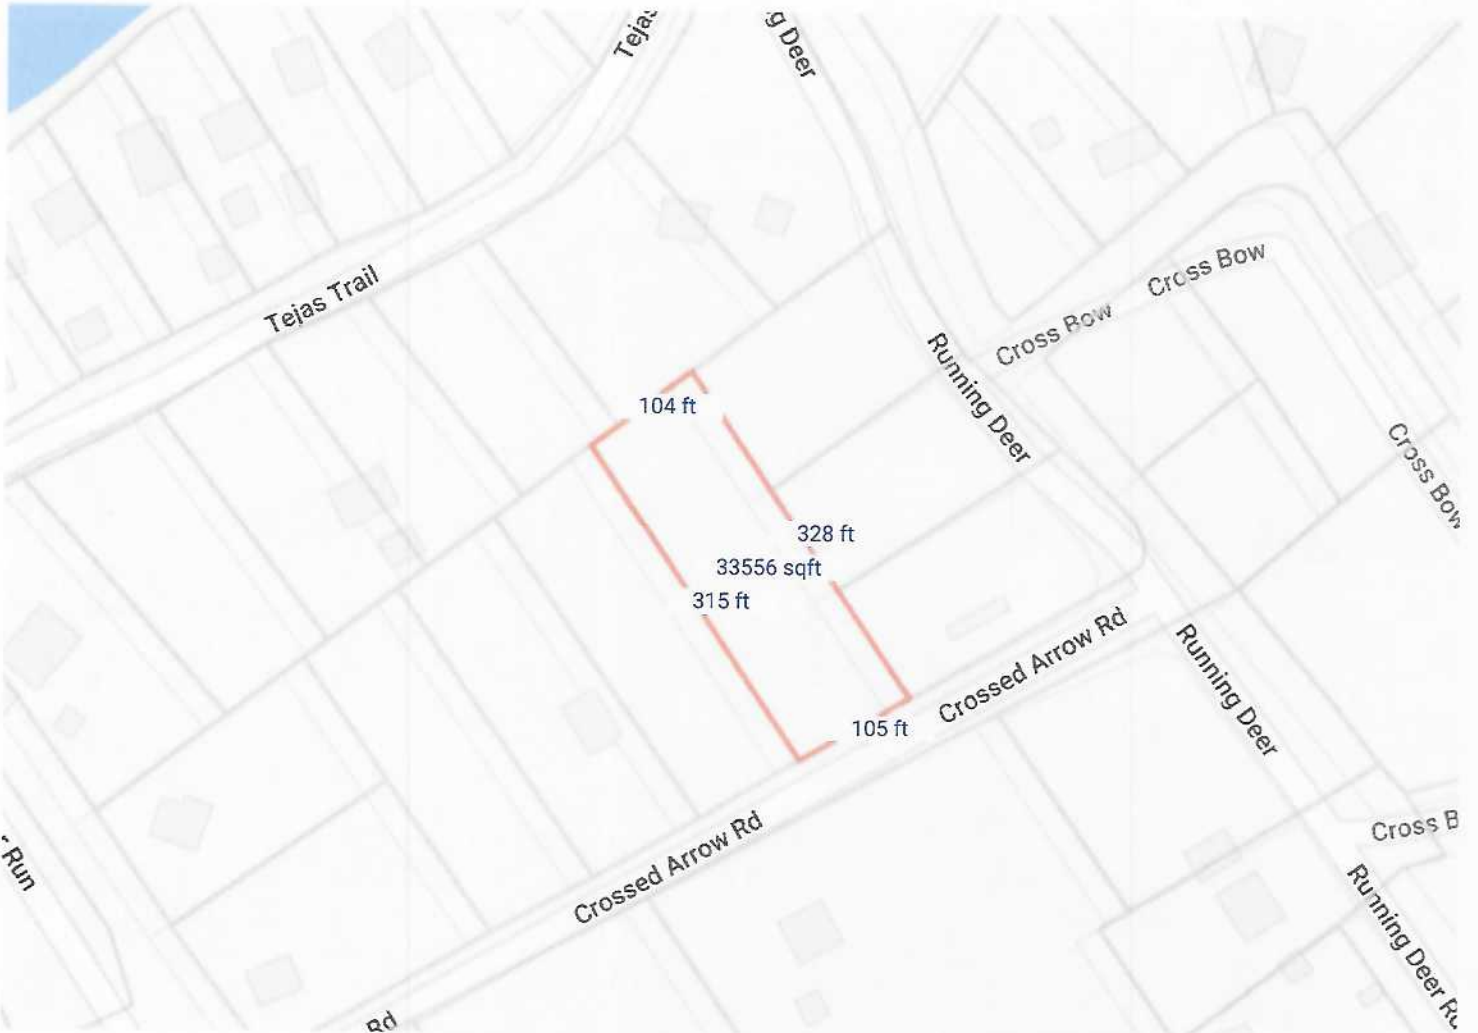 Tejas
g Deer
Tejas Trail
Cross Bow
Cross Bow
Running Deer
104 ft
Cross Bow
328 ft
33556 sqft
315 ft
Crossed Arrow Rd
Running Deer
105 ft
Crossed Arrow Rd
Cross B
r Run
Running Deer Rd
Rd